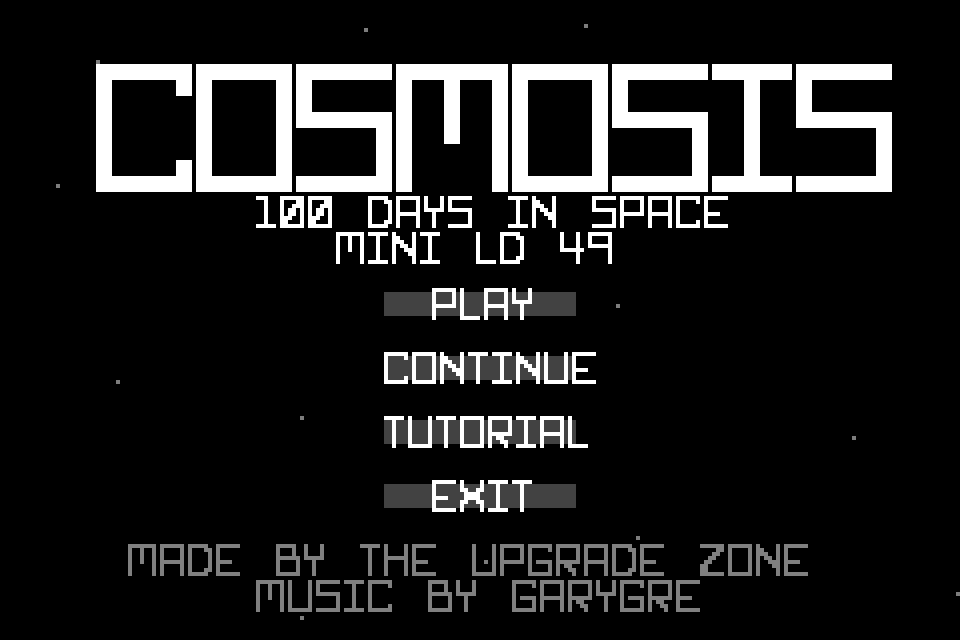 COSMOSIS
100 DAYS IN SPACE
MINI LD 49
PLAY
CONTINUE
TUTORIAL
EXIT
MADE BY THE UPGRADE ZONE
MUSIC BY GARYGRE